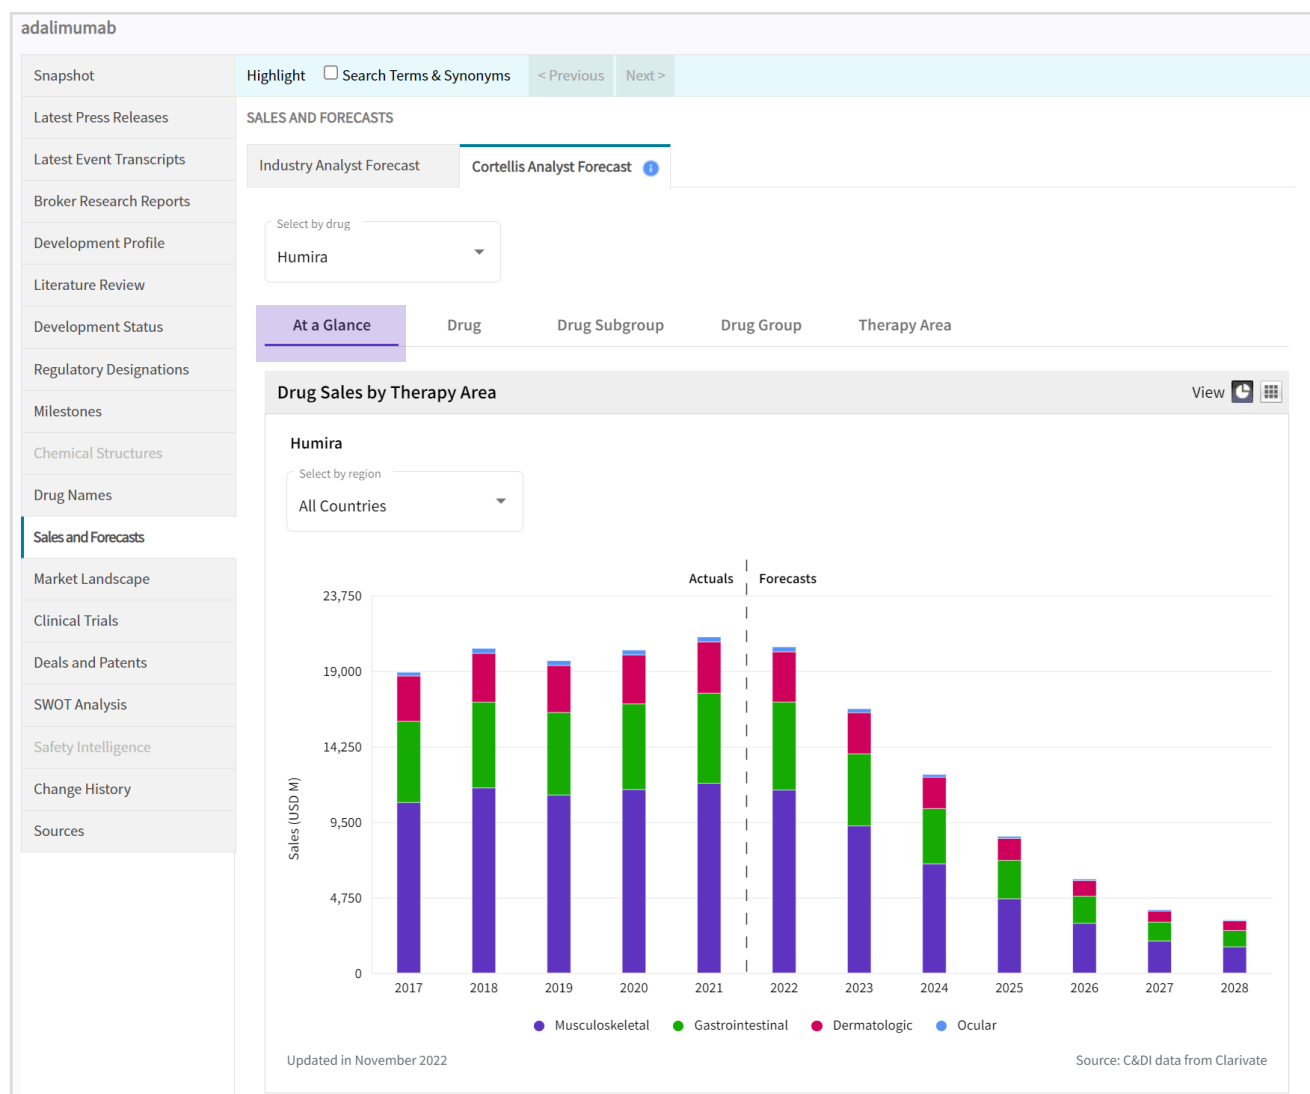 adalimumab
Snapshot
Latest Press Releases
Latest Event Transcripts
Broker Research Reports
Development Profile
Literature Review
Development Status
Regulatory Designations
Milestones
Chemical Structures
Drug Names
Sales and Forecasts
Market Landscape
Clinical Trials
Deals and Patents
SWOT Analysis
Safety Intelligence
Change History
Sources
Highlight Search Terms & Synonyms < Previous Next >
SALES AND FORECASTS
Industry Analyst Forecast Cortellis Analyst Forecast i
Select by drug
Humira
At a Glance Drug Drug Subgroup Drug Group Therapy Area
Drug Sales by Therapy Area View
Humira
Select by region
All Countries
Actuals Forecasts
23,750
19,000
14,250
9,500
4,750
0
Sales (USD M)
2017 2018 2019 2020 2021 2022 2023 2024 2025 2026 2027 2028
Musculoskeletal Gastrointestinal Dermatologic Ocular
Updated in November 2022 Source: C&DI data from Clarivate